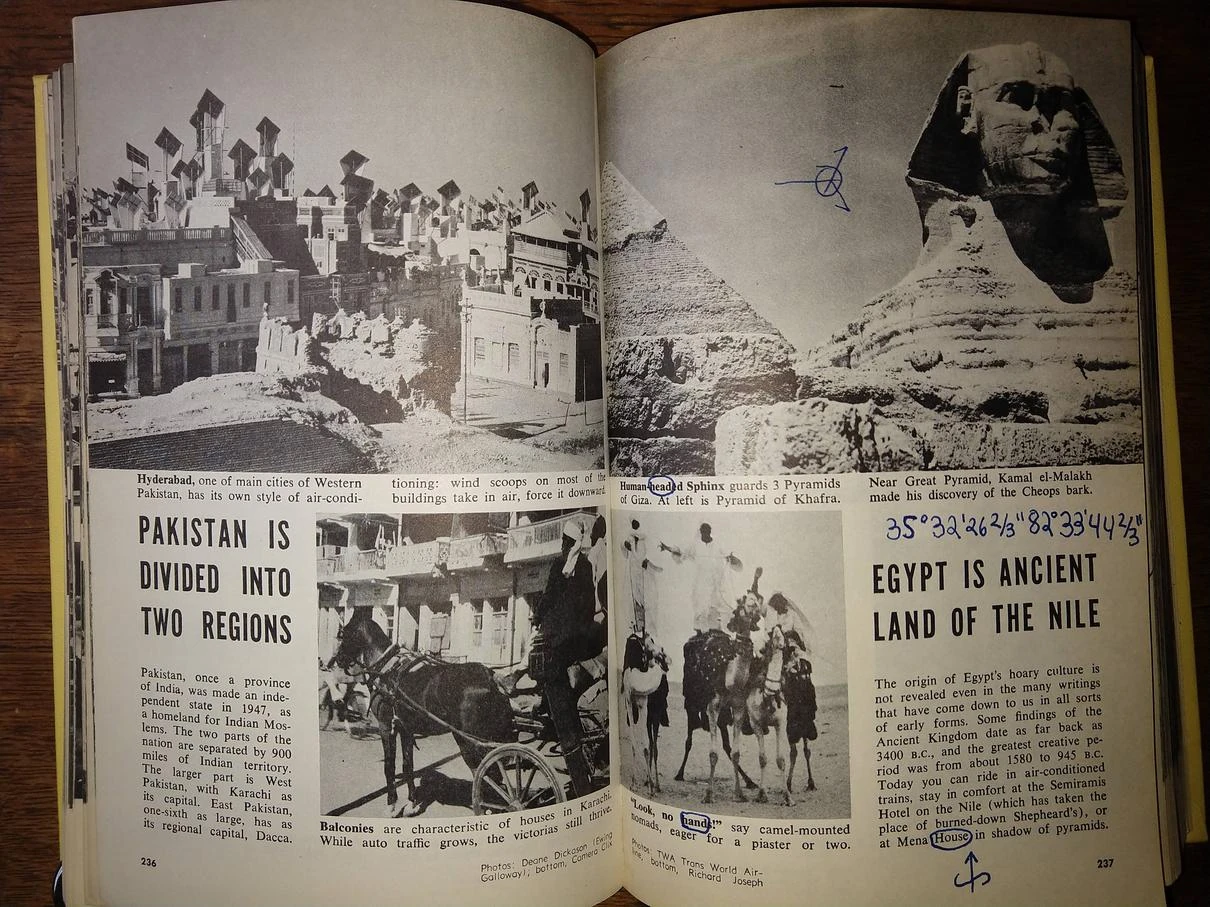 Hyderabad, one of main cities of Western
Pakistan, has its own style of air-condi-
tioning: wind scoops on most of the
buildings take in air, force it downward.
PAKISTAN IS
DIVIDED INTO
TWO REGIONS
Pakistan, once a province
of India, was made an inde-
pendent state in 1947, as
a homeland for Indian Mos-
lems. The two parts of the
nation are separated by 900
miles of Indian territory.
The larger part is West
Pakistan, with Karachi as
its capital. East Pakistan,
one-sixth as large, has as
its regional capital, Dacca.
Balconies are characteristic of houses in Karachi.
While auto traffic grows, the victorias still thrive.
236
Photos: Deane Dickason (Ewing
Galloway); bottom, Camera Clix
Human-headed Sphinx guards 3 Pyramids
of Giza. At left is Pyramid of Khafra.
Near Great Pyramid, Kamal el-Malakh
made his discovery of the Cheops bark.
35°32'26 2/3" 82°33'44 2/3"
EGYPT IS ANCIENT
LAND OF THE NILE
The origin of Egypt's hoary culture is
not revealed even in the many writings
that have come down to us in all sorts
of early forms. Some findings of the
Ancient Kingdom date as far back as
3400 B.C., and the greatest creative pe-
riod was from about 1580 to 945 B.C.
Today you can ride in air-conditioned
trains, stay in comfort at the Semiramis
Hotel on the Nile (which has taken the
place of burned-down Shepheard's), or
at Mena House in shadow of pyramids.
"Look, no hands!" say camel-mounted
nomads, eager for a piaster or two.
Photos: TWA Trans World Air-
line, bottom, Richard Joseph
237